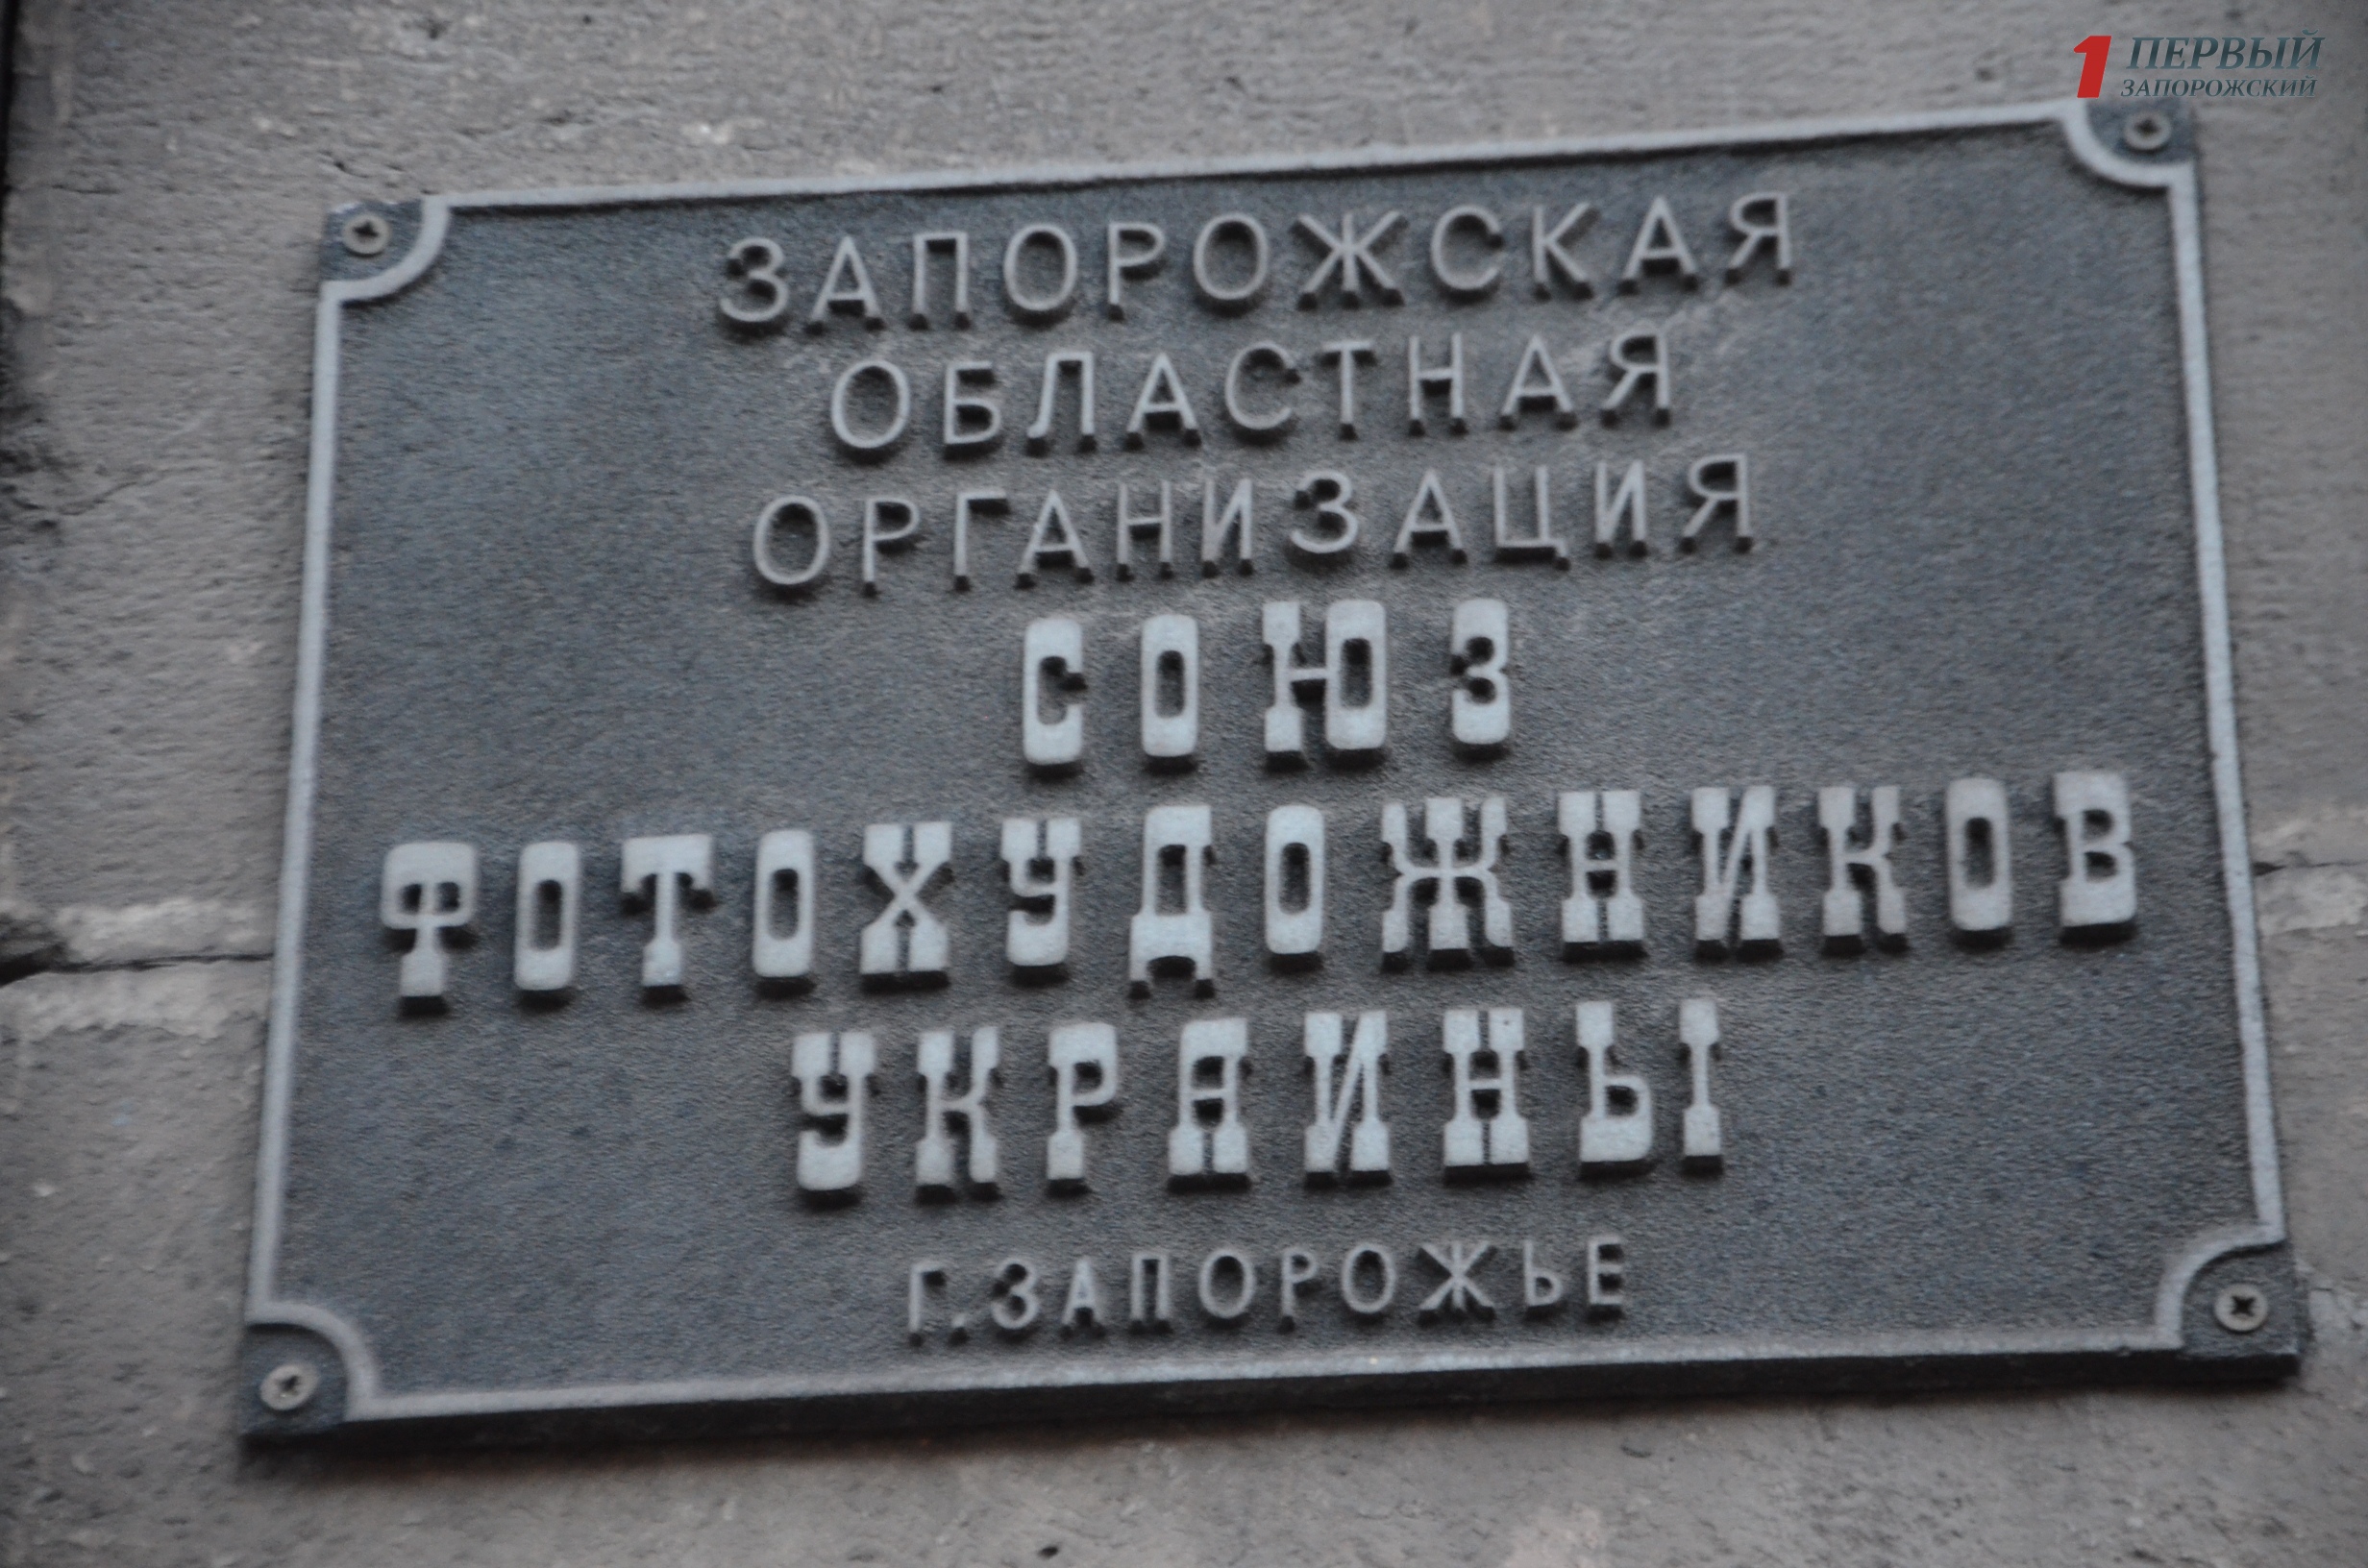 1 ПЕРВЫЙ
ЗАПОРОЖСКИЙ
ЗАПОРОЖСКАЯ
ОБЛАСТНАЯ
ОРГАНИЗАЦИЯ
СОЮЗ
ФОТОХУДОЖНИКОВ
УКРАИНЫ
Г. ЗАПОРОЖЬЕ